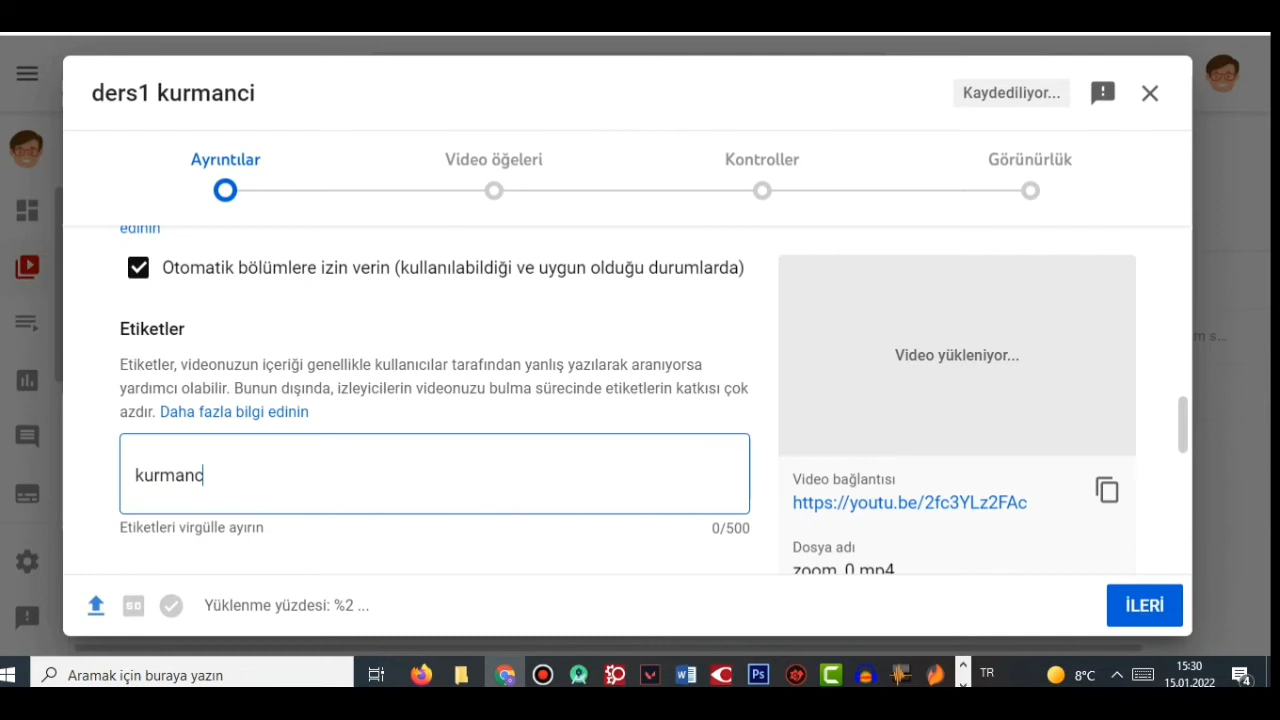 ders1 kurmanci
Kaydediliyor...
Ayrıntılar
Video öğeleri
Kontroller
Görünürlük
edinin
Otomatik bölümlere izin verin (kullanılabildiği ve uygun olduğu durumlarda)
Etiketler
Etiketler, videonuzun içeriği genellikle kullanıcılar tarafından yanlış yazılarak aranıyorsa
yardımcı olabilir. Bunun dışında, izleyicilerin videonuzu bulma sürecinde etiketlerin katkısı çok
azdır. Daha fazla bilgi edinin
kurmanc
Etiketleri virgülle ayırın
0/500
Video yükleniyor...
Video bağlantısı
https://youtu.be/2fc3YLz2FAc
Dosya adı
zoom_0.mp4
m s...
SD
Yüklenme yüzdesi: %2 ...
İLERİ
Aramak için buraya yazın
W
Ps
C
TR
8°C
15:30
15.01.2022
4